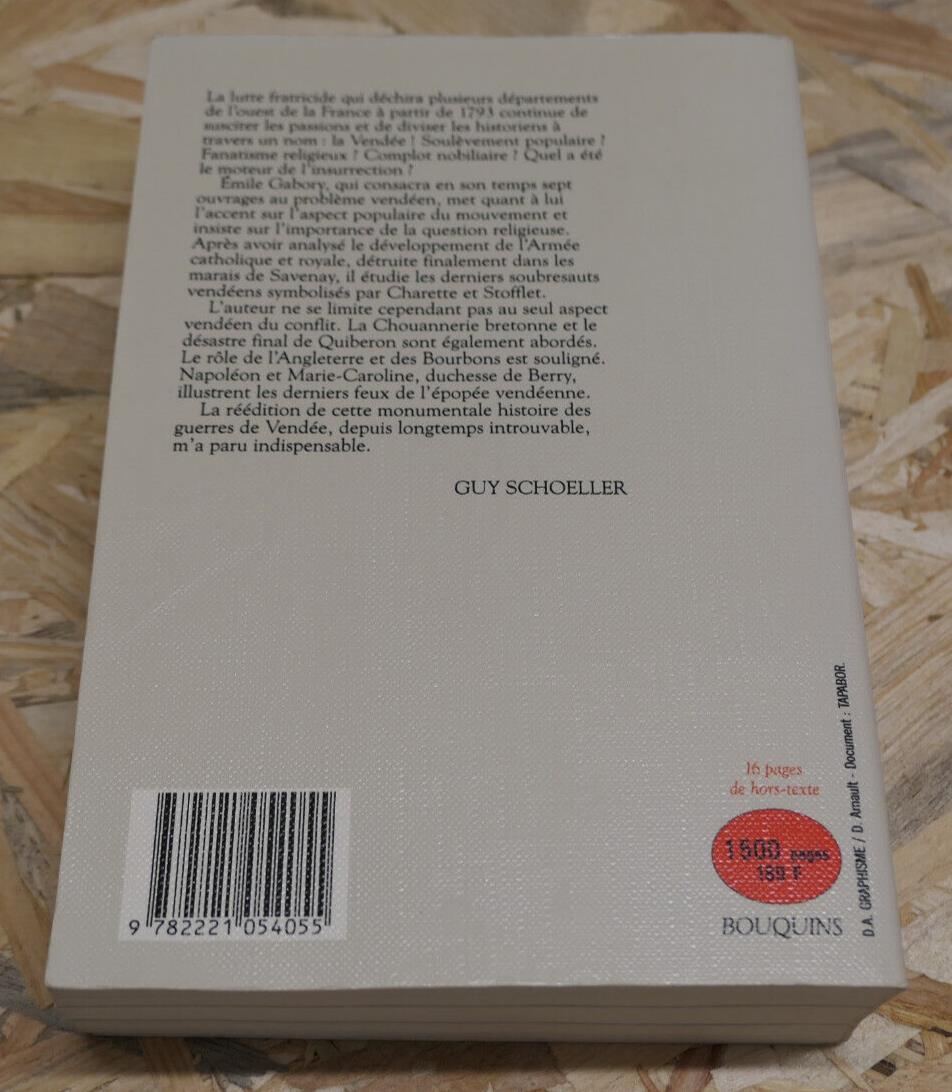 La lutte fratricide qui déchira plusieurs départements
de l'ouest de la France à partir de 1793 continue de
susciter les passions et de diviser les historiens à
travers un nom : la Vendée ! Soulèvement populaire ?
Fanatisme religieux ? Complot nobiliaire ? Quel a été
le moteur de l'insurrection ?
Émile Gabory, qui consacra en son temps sept
ouvrages au problème vendéen, met quant à lui
l'accent sur l'aspect populaire du mouvement et
insiste sur l'importance de la question religieuse.
Après avoir analysé le développement de l'Armée
catholique et royale, détruite finalement dans les
marais de Savenay, il étudie les derniers soubresauts
vendéens symbolisés par Charette et Stofflet.
L'auteur ne se limite cependant pas au seul aspect
vendéen du conflit. La Chouannerie bretonne et le
désastre final de Quiberon sont également abordés.
Le rôle de l'Angleterre et des Bourbons est souligné.
Napoléon et Marie-Caroline, duchesse de Berry,
illustrent les derniers feux de l'épopée vendéenne.
La réédition de cette monumentale histoire des
guerres de Vendée, depuis longtemps introuvable,
m'a paru indispensable.
GUY SCHOELLER
16 pages
de hors-texte
1500 pages
189 F
BOUQUINS
D.A. GRAPHISME / D. Arnault - Document : TAPABOR.
9 782221 054055